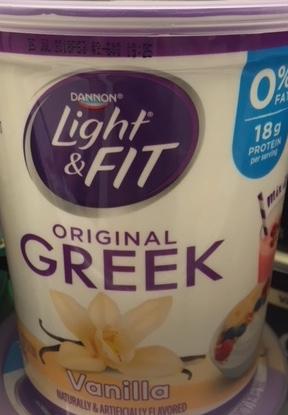 DANNON®
Light®
& FIT
0%
FAT
18g
PROTEIN
per serving
ORIGINAL
GREEK
Vanilla
NATURALLY & ARTIFICIALLY FLAVORED